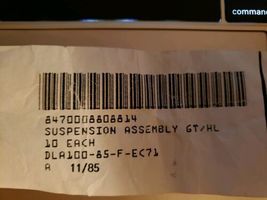 command
8470008808814
SUSPENSION ASSEMBLY GT/HL
10 EACH
DLA100-85-F-EC71
A 11/85